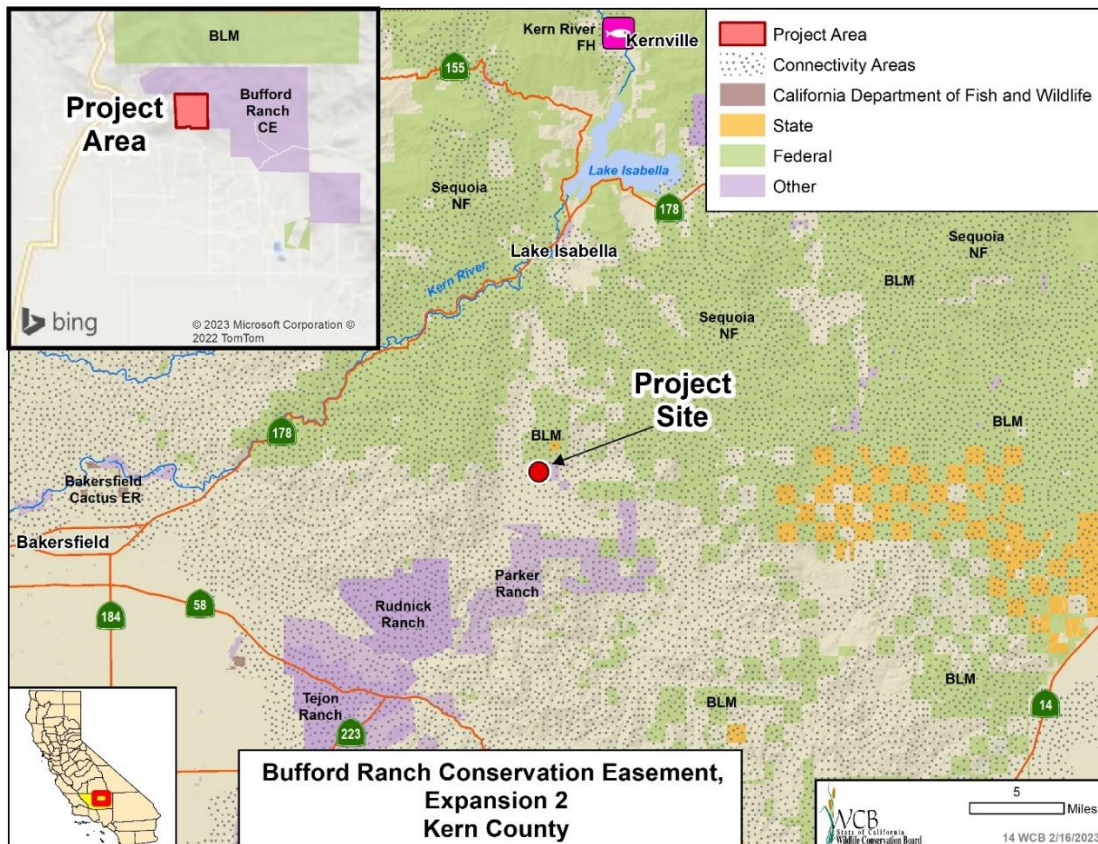 BLM
Project
Area
Bufford
Ranch
CE
bing
© 2023 Microsoft Corporation ©
2022 TomTom
Kern River
FH
Kernville
155
Project Area
Connectivity Areas
California Department of Fish and Wildlife
State
Federal
Other
Lake Isabella
178
Sequoia
NF
Lake Isabella
Kern River
Sequoia
NF
BLM
Sequoia
NF
Project
Site
BLM
BLM
178
Bakersfield
Cactus ER
Bakersfield
Parker
Ranch
Rudnick
Ranch
58
184
Tejon
Ranch
223
BLM
BLM
14
Bufford Ranch Conservation Easement,
Expansion 2
Kern County
WCB
State of California
Wildlife Conservation Board
5
Miles
14 WCB 2/16/2023